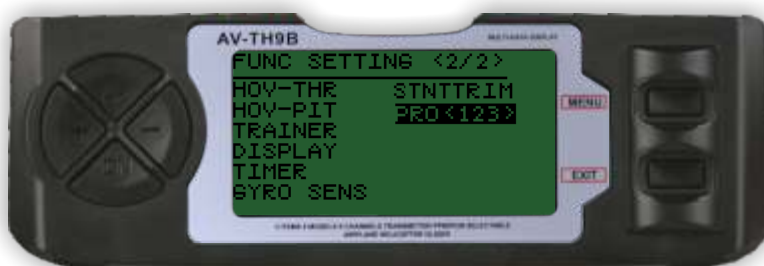 AV-TH9B
FUNC SETTING <2/2>
HOV-THR STNTTRIM
HOV-PIT PRO<123>
TRAINER
DISPLAY
TIMER
GYRO SENS
MENU
EXIT